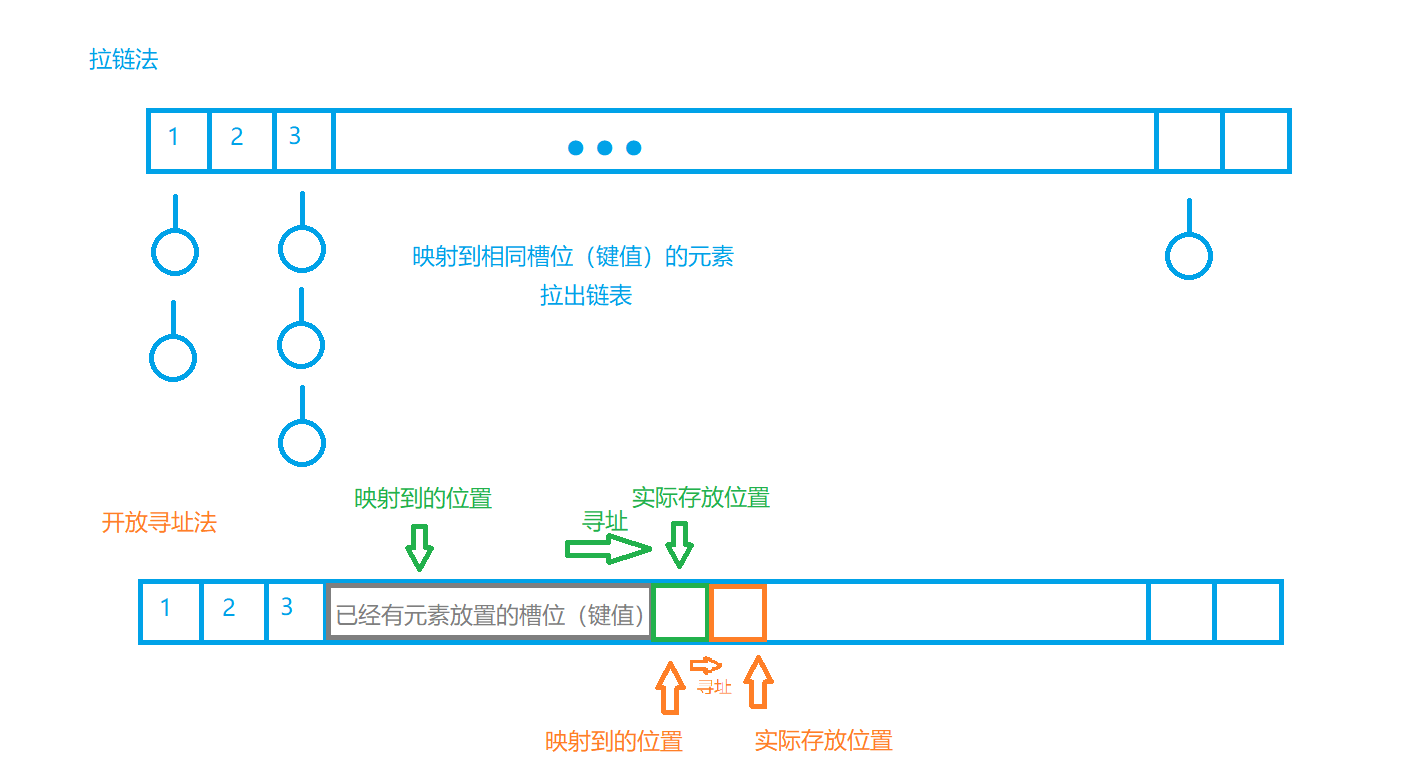 拉链法
1 2 3
映射到相同槽位（键值）的元素
拉出链表
映射到的位置 实际存放位置
开放寻址法 寻址
1 2 3 已经有元素放置的槽位（键值）
寻址
映射到的位置 实际存放位置